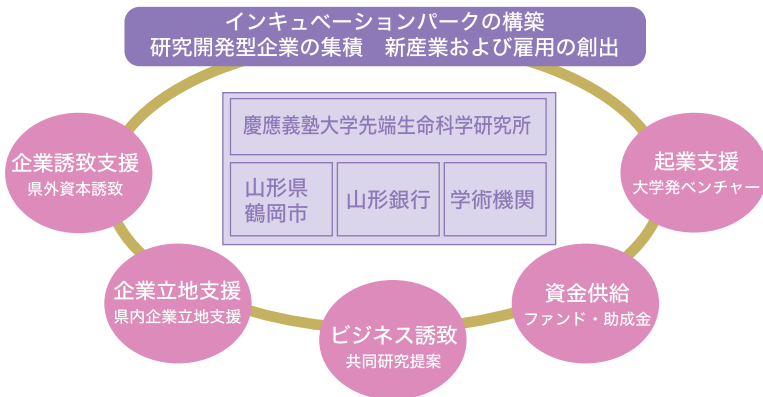 インキュベーションパークの構築
研究開発型企業の集積　新産業および雇用の創出
慶應義塾大学先端生命科学研究所
山形県
鶴岡市
山形銀行
学術機関
企業誘致支援
県外資本誘致
企業立地支援
県内企業立地支援
ビジネス誘致
共同研究提案
資金供給
ファンド・助成金
起業支援
大学発ベンチャー